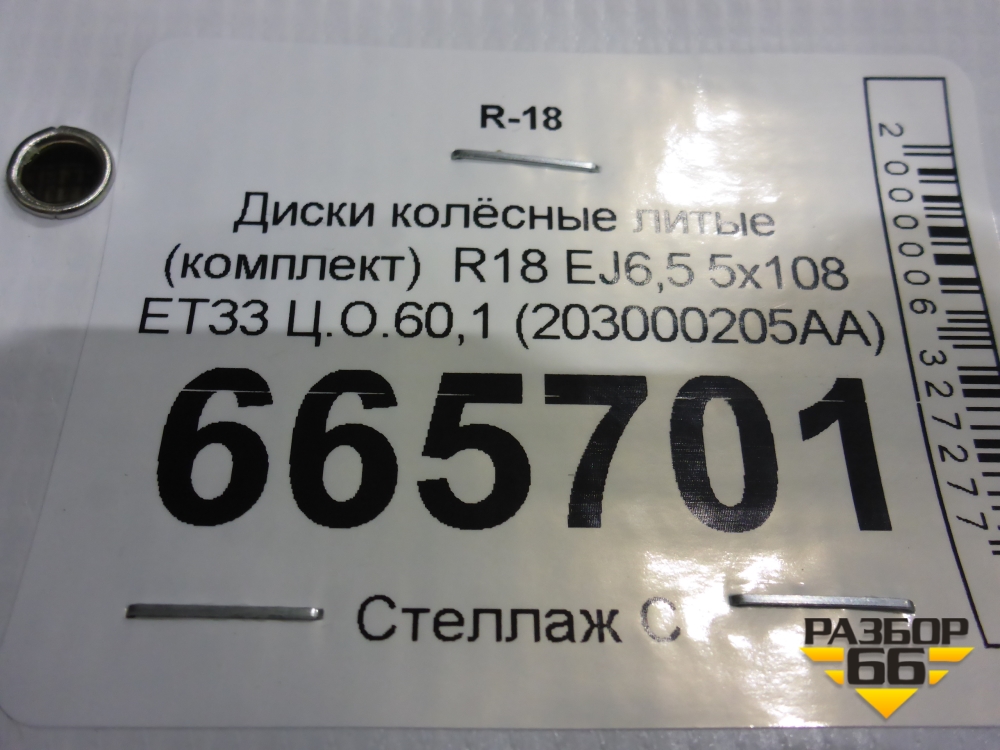 R-18
Диски колёсные литые
(комплект) R18 EJ6,5 5x108
ET33 Ц.О.60,1 (203000205AA)
665701
Стеллаж С
2000006327277
РАЗБОР
66